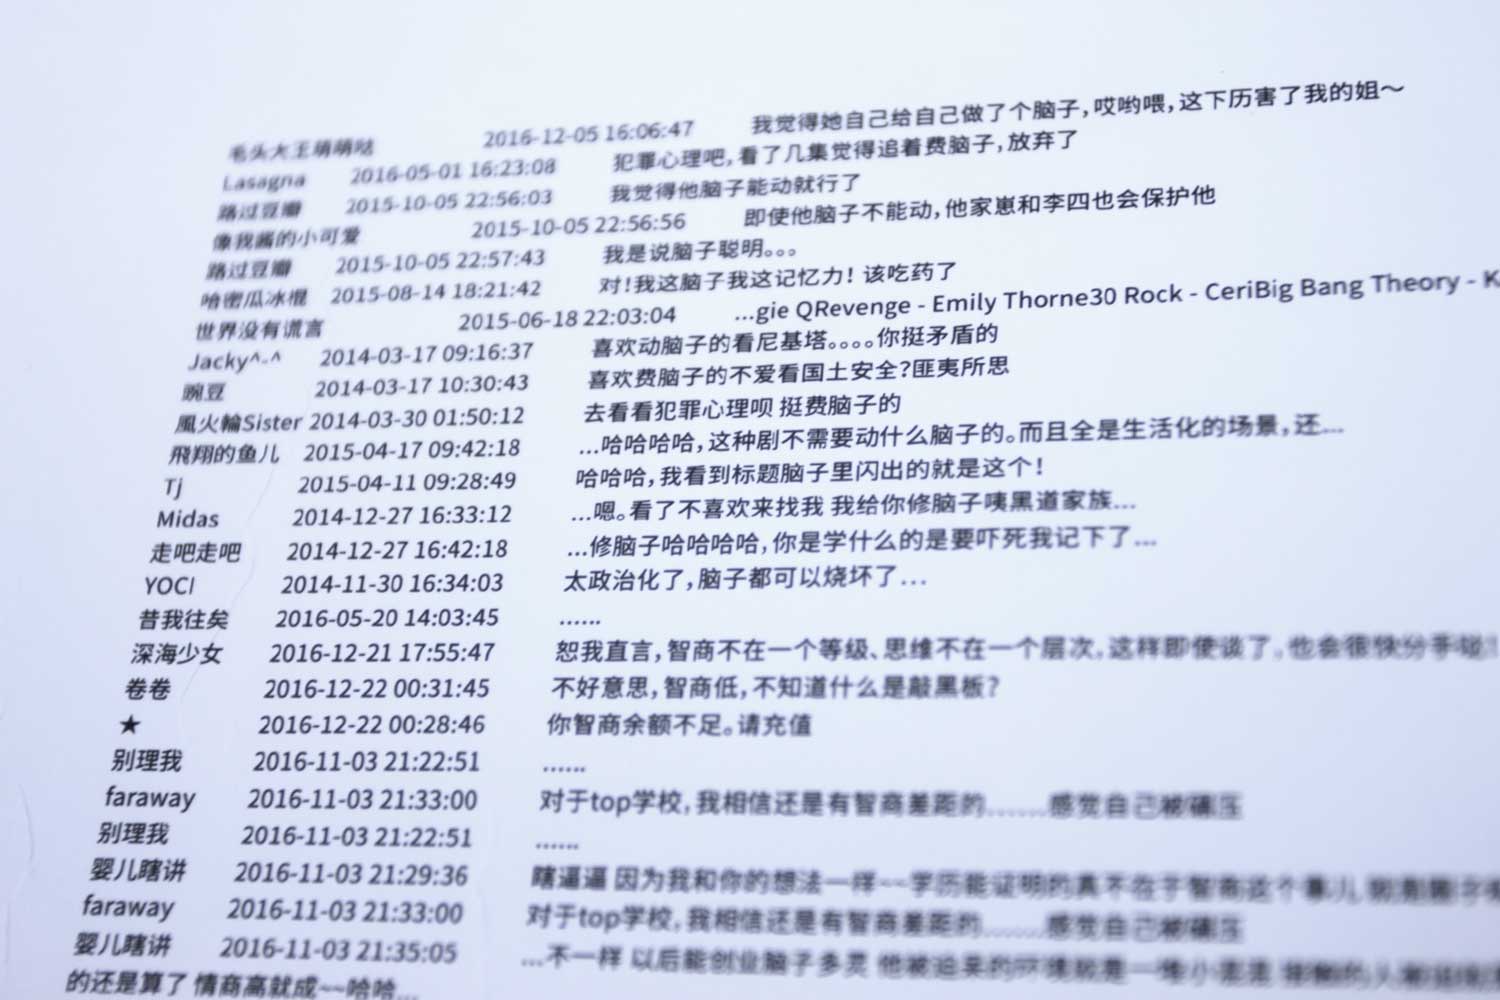 毛头大王萌萌哒 2016-12-05 16:06:47 我觉得她自己给自己做了个脑子，哎哟喂，这下历害了我的姐～
Lasagna 2016-05-01 16:23:08 犯罪心理吧，看了几集觉得追着费脑子，放弃了
路过豆瓣 2015-10-05 22:56:03 我觉得他脑子能动就行了
像我酱的小可爱 2015-10-05 22:56:56 即使他脑子不能动，他家崽和李四也会保护他
路过豆瓣 2015-10-05 22:57:43 我是说脑子聪明。。。
哈密瓜冰棍 2015-08-14 18:21:42 对！我这脑子我这记忆力！该吃药了
世界没有谎言 2015-06-18 22:03:04 ...gie QRevenge - Emily Thorne30 Rock - CeriBig Bang Theory - K
Jacky^-^ 2014-03-17 09:16:37 喜欢动脑子的看尼基塔。。。。你挺矛盾的
豌豆 2014-03-17 10:30:43 喜欢费脑子的不爱看国土安全？匪夷所思
風火輪Sister 2014-03-30 01:50:12 去看看犯罪心理呗 挺费脑子的
飛翔的鱼儿 2015-04-17 09:42:18 ...哈哈哈哈，这种剧不需要动什么脑子的。而且全是生活化的场景，还...
Tj 2015-04-11 09:28:49 哈哈哈，我看到标题脑子里闪出的就是这个！
Midas 2014-12-27 16:33:12 ...嗯。看了不喜欢来找我 我给你修脑子咦黑道家族...
走吧走吧 2014-12-27 16:42:18 ...修脑子哈哈哈哈，你是学什么的是要吓死我记下了...
YOCI 2014-11-30 16:34:03 太政治化了，脑子都可以烧坏了...
昔我往矣 2016-05-20 14:03:45 ......
深海少女 2016-12-21 17:55:47 恕我直言，智商不在一个等级、思维不在一个层次，这样即使谈了，也会很快分手哒！
卷卷 2016-12-22 00:31:45 不好意思，智商低，不知道什么是敲黑板？
★ 2016-12-22 00:28:46 你智商余额不足。请充值
别理我 2016-11-03 21:22:51 ......
faraway 2016-11-03 21:33:00 对于top学校，我相信还是有智商差距的.......感觉自己被碾压
别理我 2016-11-03 21:22:51 ......
婴儿瞎讲 2016-11-03 21:29:36 瞎逼逼 因为我和你的想法一样~~学历能证明的真不在于智商这个事儿
faraway 2016-11-03 21:33:00 对于top学校，我相信还是有智商差距的.......感觉自己被碾压
婴儿瞎讲 2016-11-03 21:35:05 ...不一样 以后能创业脑子多灵
的还是算了 情商高就成~~哈哈...